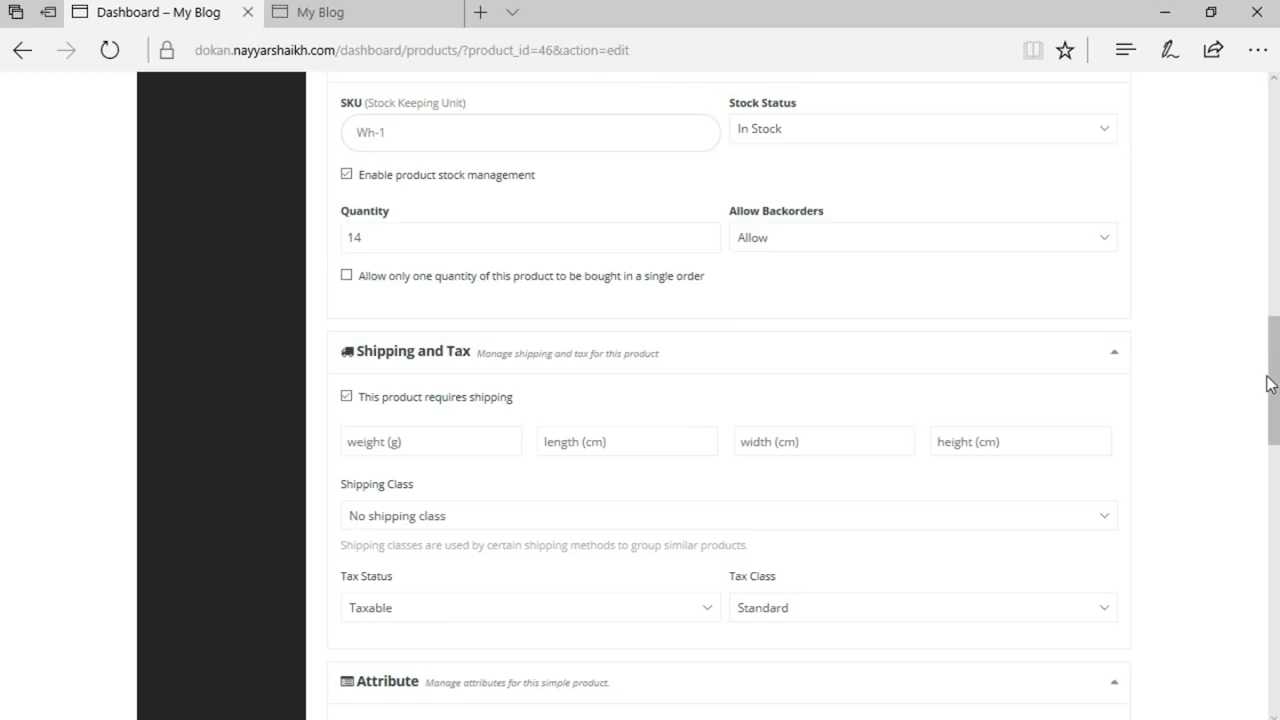 Dashboard – My Blog
My Blog
dokan.nayyarshaikh.com/dashboard/products/?product_id=46&action=edit
SKU (Stock Keeping Unit)
Stock Status
Wh-1
In Stock
Enable product stock management
Quantity
Allow Backorders
14
Allow
Allow only one quantity of this product to be bought in a single order
Shipping and Tax Manage shipping and tax for this product
This product requires shipping
weight (g)
length (cm)
width (cm)
height (cm)
Shipping Class
No shipping class
Shipping classes are used by certain shipping methods to group similar products.
Tax Status
Tax Class
Taxable
Standard
Attribute Manage attributes for this simple product.